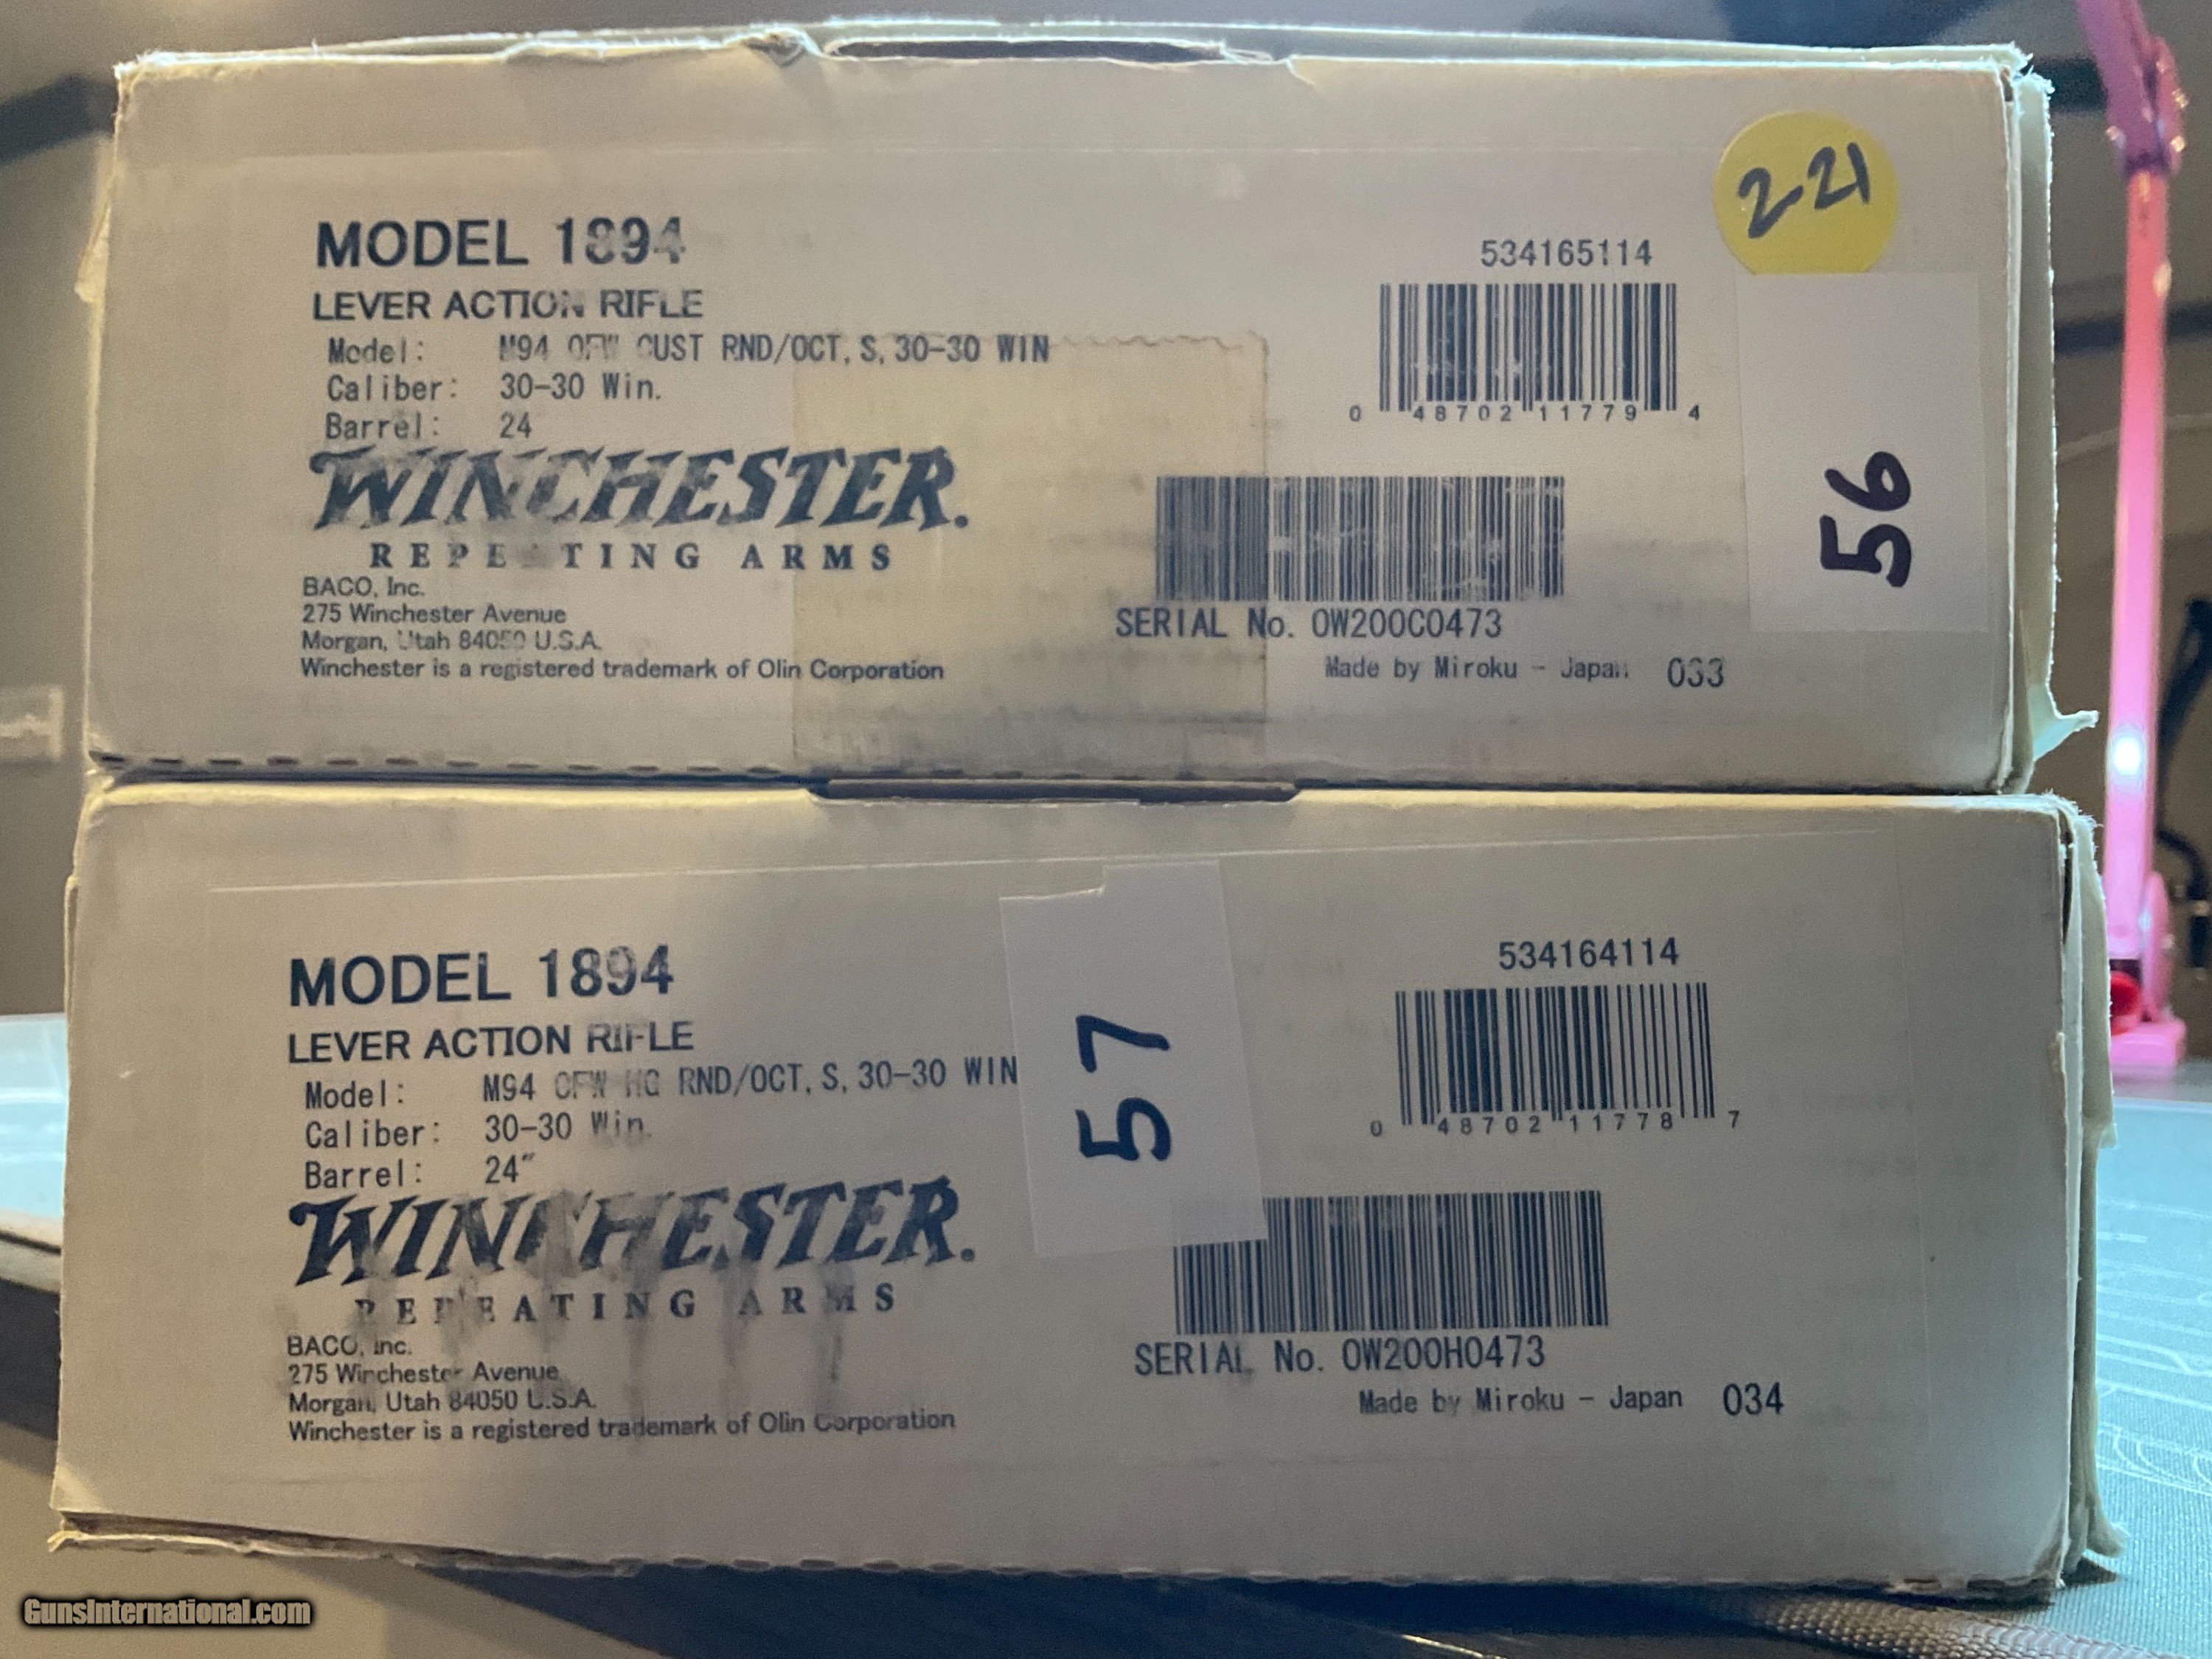 221
MODEL 1894
LEVER ACTION RIFLE
Model: M94 OFW CUST RND/OCT, S, 30-30 WIN
Caliber: 30-30 Win.
Barrel: 24
WINCHESTER.
REPEATING ARMS
BACO, Inc.
275 Winchester Avenue
Morgan, Utah 84050 U.S.A.
Winchester is a registered trademark of Olin Corporation
534165114
0 48702 11779 4
SERIAL No. 0W200C0473
Made by Miroku - Japan 033
56
MODEL 1894
LEVER ACTION RIFLE
Model: M94 OFW HG RND/OCT, S, 30-30 WIN
Caliber: 30-30 Win.
Barrel: 24"
WINCHESTER.
REPEATING ARMS
BACO, Inc.
275 Winchester Avenue
Morgan, Utah 84050 U.S.A.
Winchester is a registered trademark of Olin Corporation
57
534164114
0 48702 11778 7
SERIAL No. 0W200H0473
Made by Miroku - Japan 034
GunsInternational.com